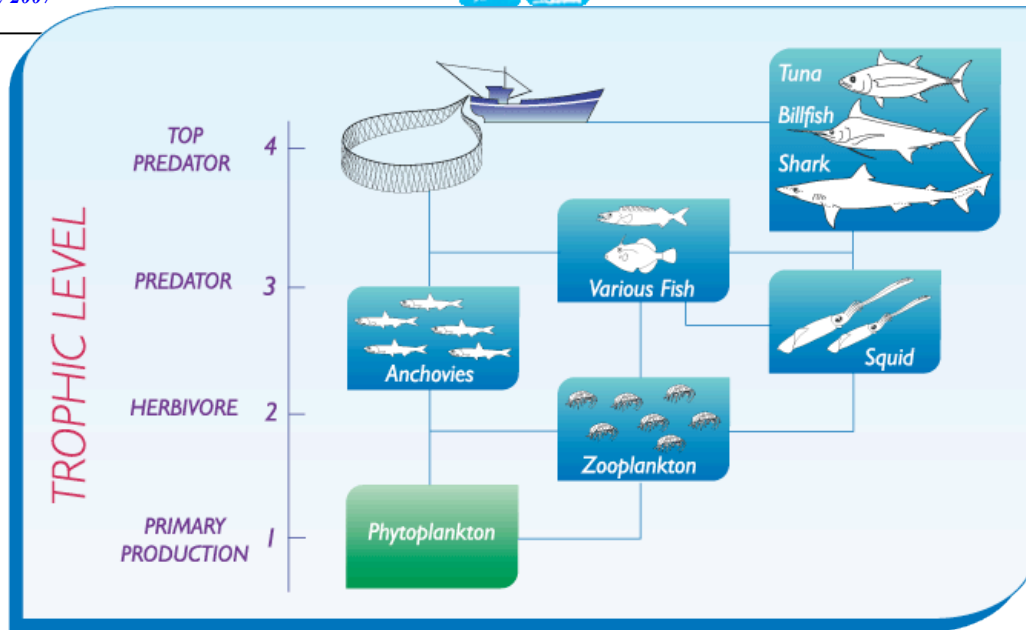 2007
TROPHIC LEVEL
TOP
PREDATOR
4
PREDATOR
3
HERBIVORE
2
PRIMARY
PRODUCTION
1
Tuna
Billfish
Shark
Various Fish
Anchovies
Squid
Zooplankton
Phytoplankton